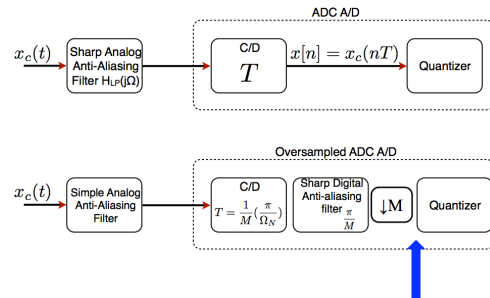 ADC A/D
x_c(t)
Sharp Analog
Anti-Aliasing
Filter H_LP(jΩ)
C/D
T
x[n] = x_c(nT)
Quantizer
Oversampled ADC A/D
x_c(t)
Simple Analog
Anti-Aliasing
Filter
C/D
T = 1/M (π/Ω_N)
Sharp Digital
Anti-aliasing
filter π/M
↓M
Quantizer